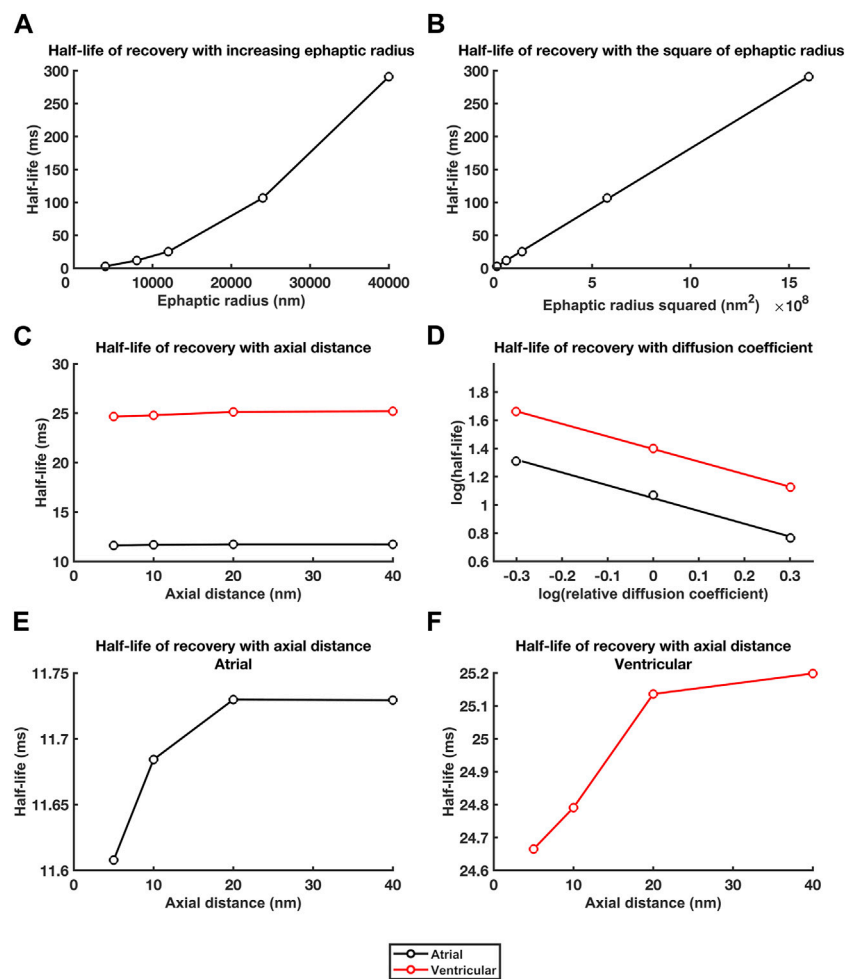 A
Half-life of recovery with increasing ephaptic radius
300
250
200
150
100
50
0
0
10000
20000
30000
40000
Half-life (ms)
Ephaptic radius (nm)
B
Half-life of recovery with the square of ephaptic radius
300
250
200
150
100
50
0
0
5
10
15
×10⁸
Half-life (ms)
Ephaptic radius squared (nm²)
C
Half-life of recovery with axial distance
30
25
20
15
10
0
10
20
30
40
Half-life (ms)
Axial distance (nm)
D
Half-life of recovery with diffusion coefficient
1.8
1.6
1.4
1.2
1
0.8
0.6
-0.3
-0.2
-0.1
0
0.1
0.2
0.3
log(half-life)
log(relative diffusion coefficient)
E
Half-life of recovery with axial distance
Atrial
11.75
11.7
11.65
11.6
0
10
20
30
40
Half-life (ms)
Axial distance (nm)
F
Half-life of recovery with axial distance
Ventricular
25.2
25.1
25
24.9
24.8
24.7
24.6
0
10
20
30
40
Half-life (ms)
Axial distance (nm)
Atrial
Ventricular